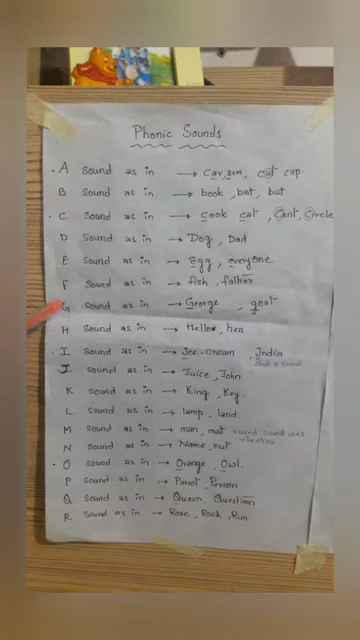 Phonic Sounds
A sound as in → car, arm, cat cup
B sound as in → book, bat, but
C sound as in → Cook Cat, Cent, Circle
D sound as in → Dog, Dad
E sound as in → Egg, everyone
F sound as in → fish, father
G sound as in → George, goat
H sound as in → Hello, hen
I sound as in → Ice-cream, India
short a sound
J sound as in → Juice, John.
K sound as in → King, Key.
L sound as in → lamp, land.
M sound as in → man, mat sound
N sound as in → Name, nut
O sound as in → Orange, Owl.
P sound as in → Parrot, Person
Q sound as in → Queen, Question
R sound as in → Rose, Rock, Run